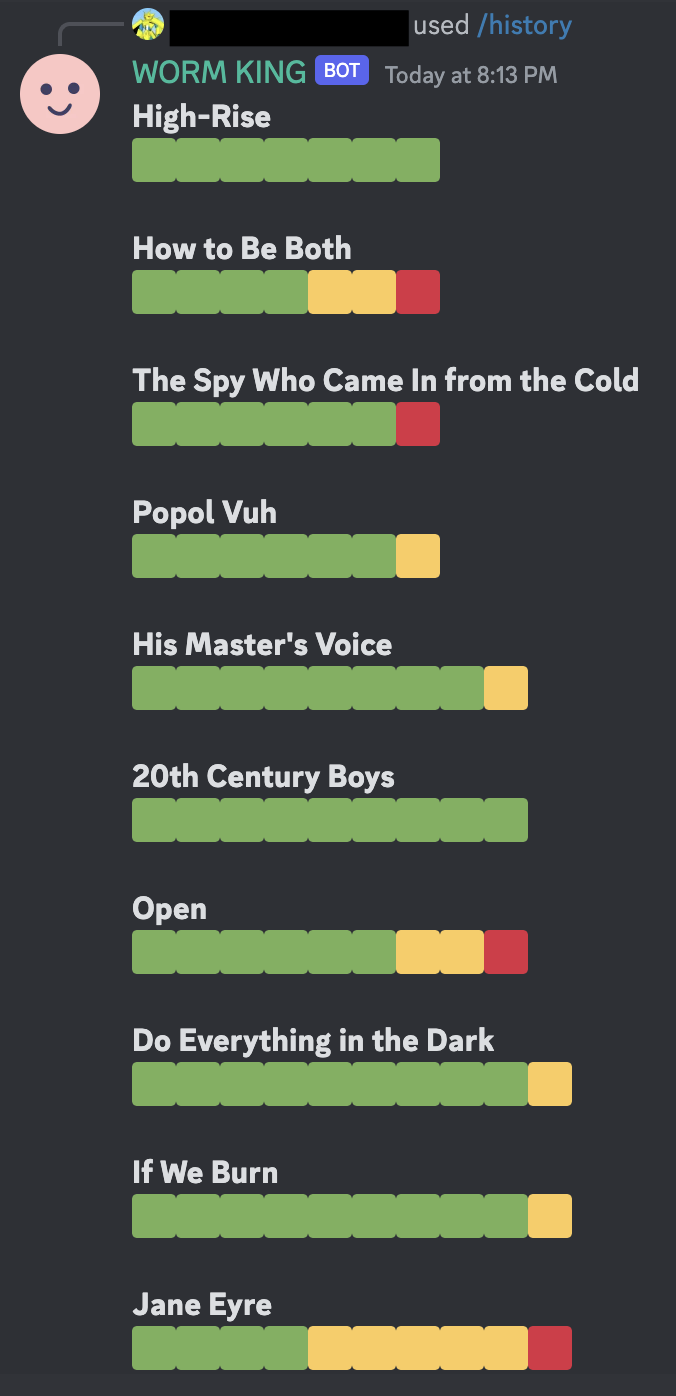 used /history
WORM KING BOT Today at 8:13 PM
High-Rise
How to Be Both
The Spy Who Came In from the Cold
Popol Vuh
His Master's Voice
20th Century Boys
Open
Do Everything in the Dark
If We Burn
Jane Eyre